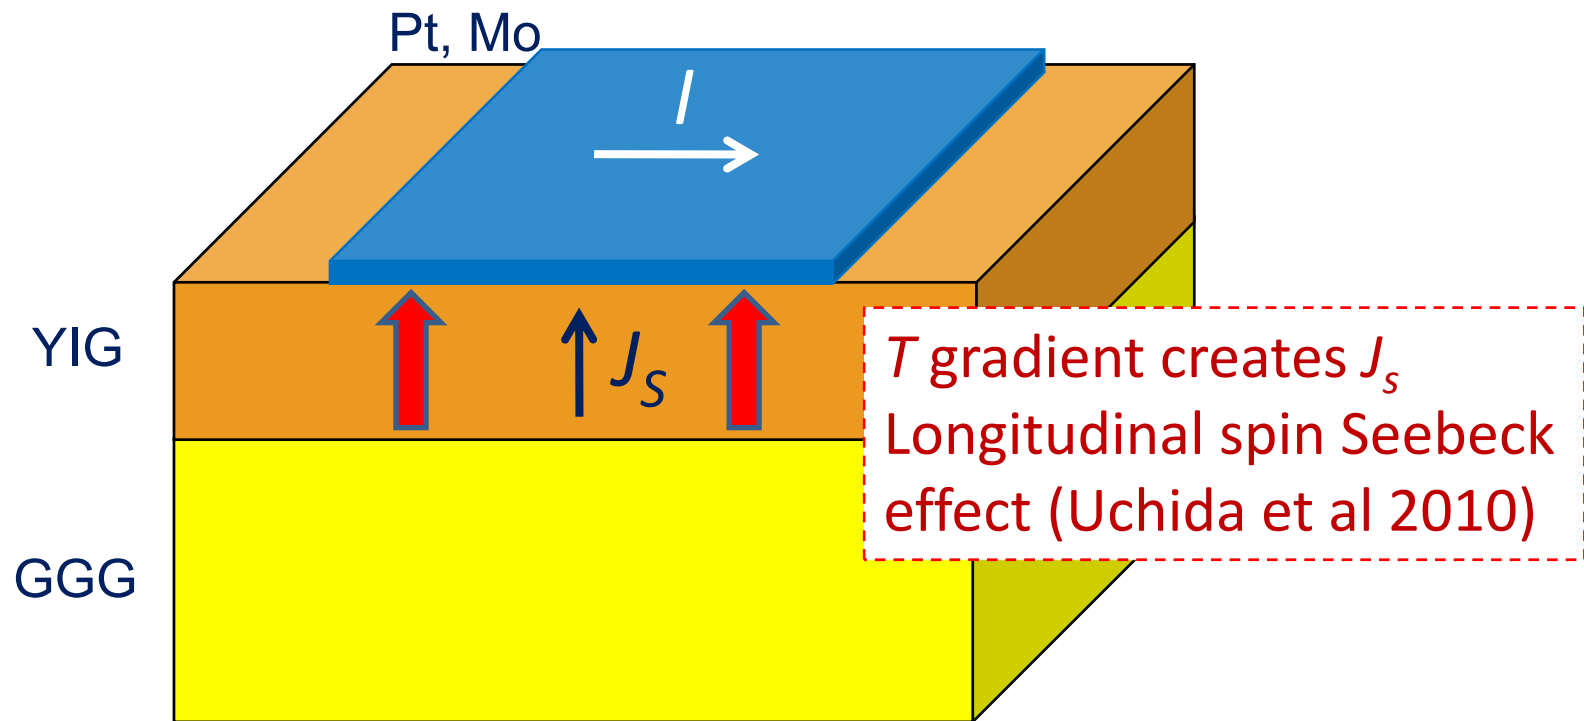 Pt, Mo
I
YIG
J_S
T gradient creates J_s
Longitudinal spin Seebeck
effect (Uchida et al 2010)
GGG